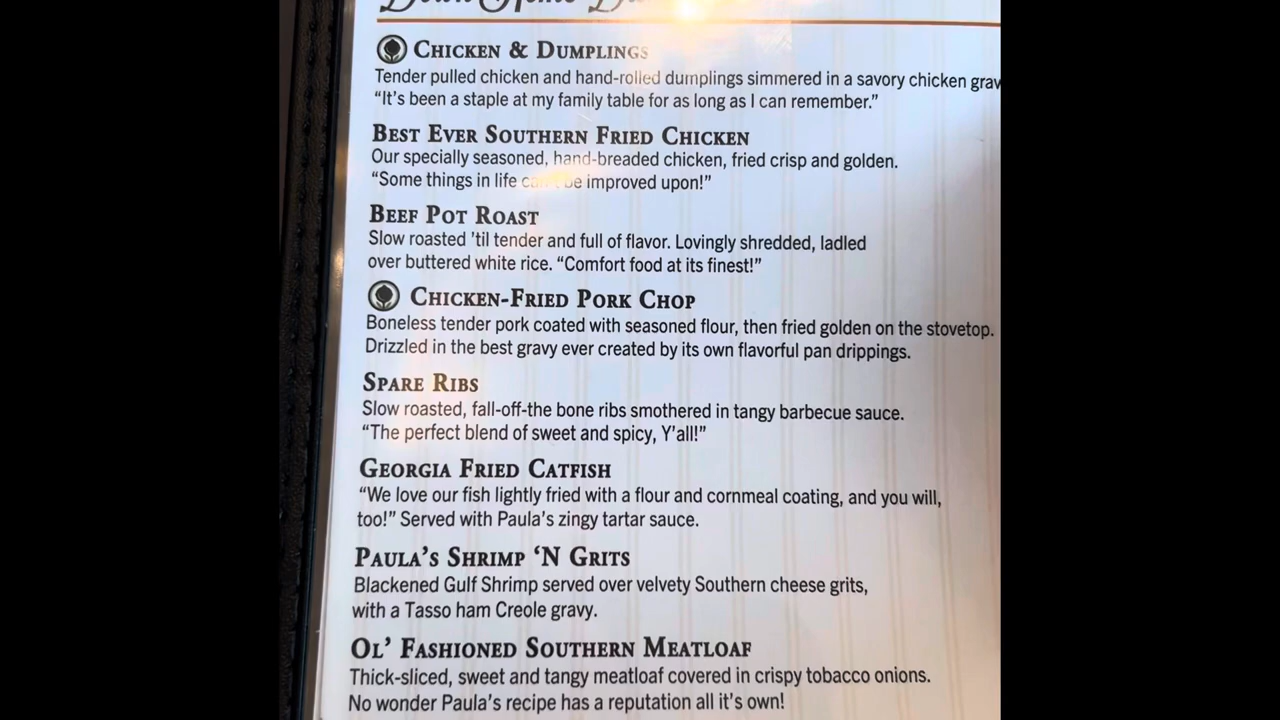 Down Home
CHICKEN & DUMPLINGS
Tender pulled chicken and hand-rolled dumplings simmered in a savory chicken grav
“It’s been a staple at my family table for as long as I can remember.”
BEST EVER SOUTHERN FRIED CHICKEN
Our specially seasoned, hand-breaded chicken, fried crisp and golden.
“Some things in life can’t be improved upon!”
BEEF POT ROAST
Slow roasted ’til tender and full of flavor. Lovingly shredded, ladled
over buttered white rice. “Comfort food at its finest!”
CHICKEN-FRIED PORK CHOP
Boneless tender pork coated with seasoned flour, then fried golden on the stovetop.
Drizzled in the best gravy ever created by its own flavorful pan drippings.
SPARE RIBS
Slow roasted, fall-off-the bone ribs smothered in tangy barbecue sauce.
“The perfect blend of sweet and spicy, Y’all!”
GEORGIA FRIED CATFISH
“We love our fish lightly fried with a flour and cornmeal coating, and you will,
too!” Served with Paula’s zingy tartar sauce.
PAULA’S SHRIMP ‘N GRITS
Blackened Gulf Shrimp served over velvety Southern cheese grits,
with a Tasso ham Creole gravy.
OL’ FASHIONED SOUTHERN MEATLOAF
Thick-sliced, sweet and tangy meatloaf covered in crispy tobacco onions.
No wonder Paula’s recipe has a reputation all it’s own!